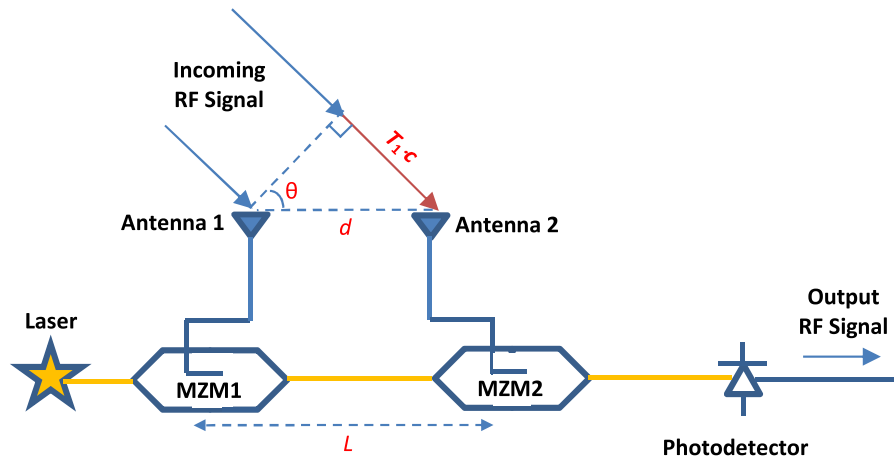 Incoming
RF Signal
T₁·c
θ
Antenna 1
d
Antenna 2
Laser
Output
RF Signal
MZM1
MZM2
L
Photodetector